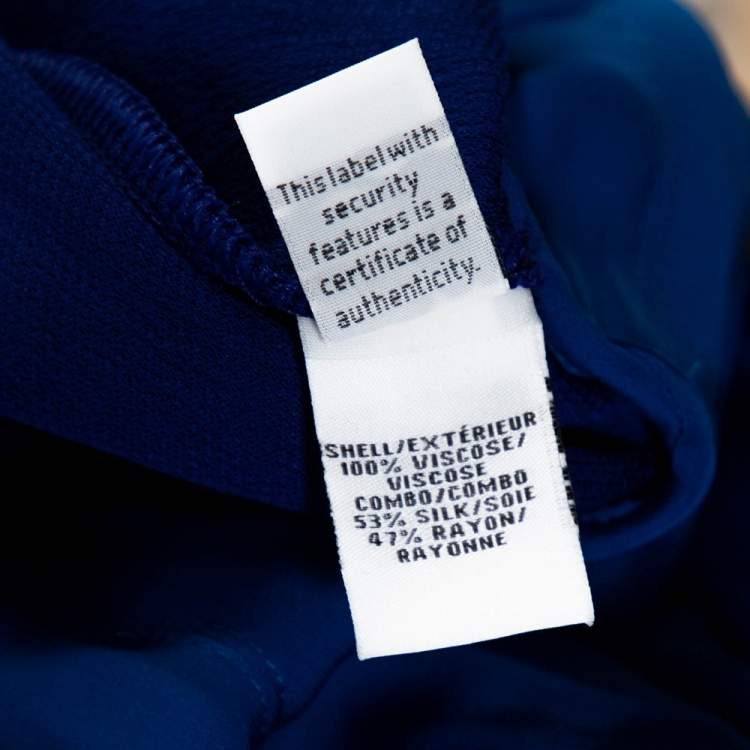 This label with
security
features is a
certificate of
authenticity.
SHELL/EXTÉRIEUR
100% VISCOSE/
VISCOSE
COMBO/COMBO
53% SILK/SOIE
47% RAYON/
RAYONNE